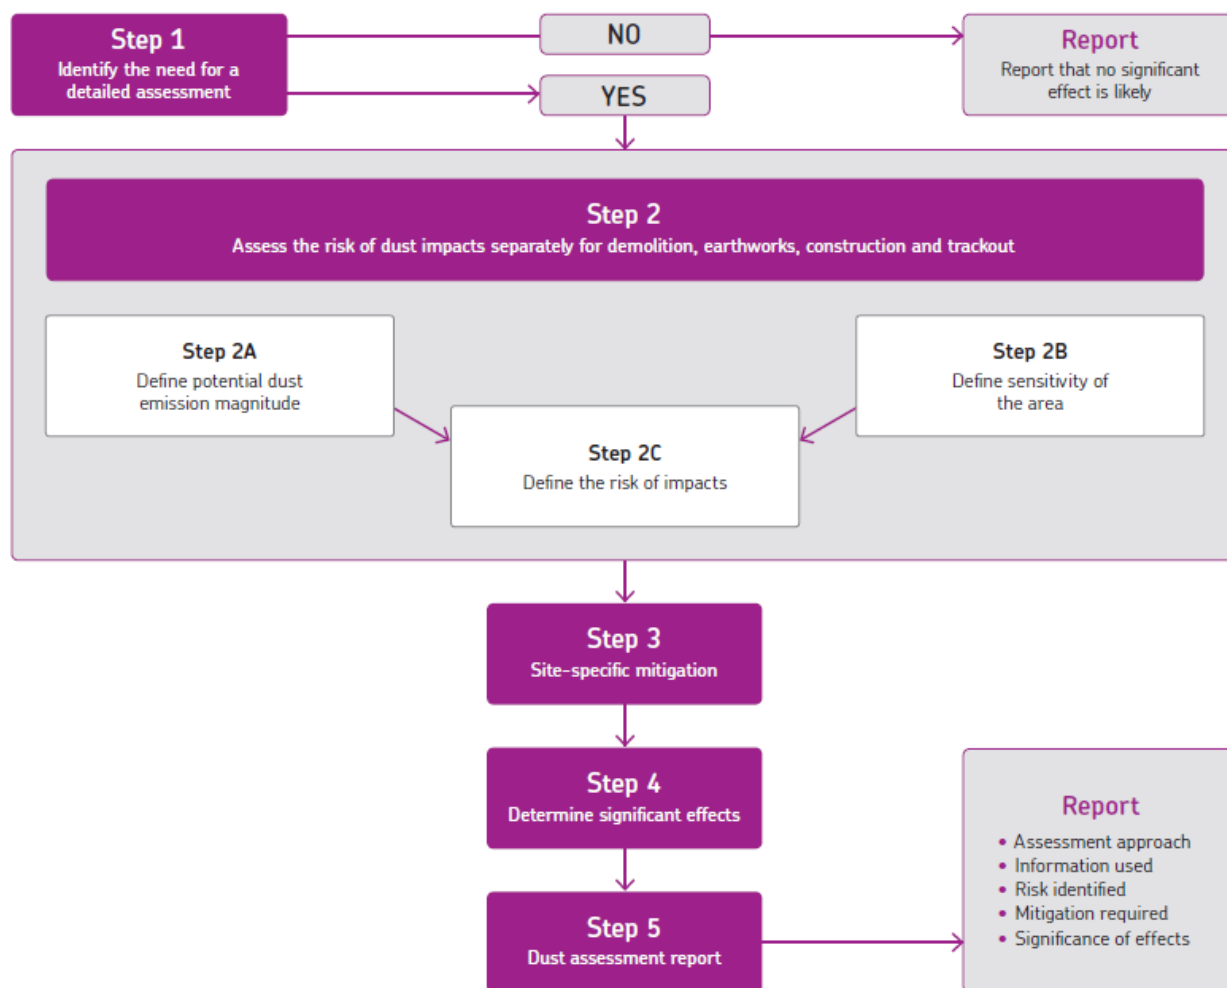 Step 1
Identify the need for a
detailed assessment
NO
YES
Report
Report that no significant
effect is likely
Step 2
Assess the risk of dust impacts separately for demolition, earthworks, construction and trackout
Step 2A
Define potential dust
emission magnitude
Step 2B
Define sensitivity of
the area
Step 2C
Define the risk of impacts
Step 3
Site-specific mitigation
Step 4
Determine significant effects
Step 5
Dust assessment report
Report
• Assessment approach
• Information used
• Risk identified
• Mitigation required
• Significance of effects